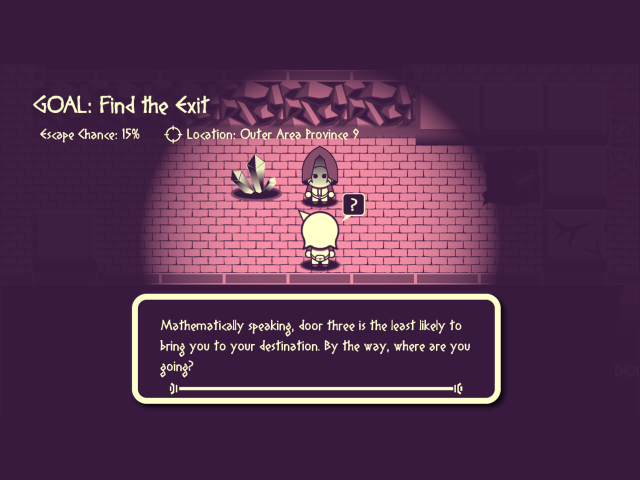 GOAL: Find the Exit
Escape Chance: 15% Location: Outer Area Province 9
?
Mathematically speaking, door three is the least likely to
bring you to your destination. By the way, where are you
going?